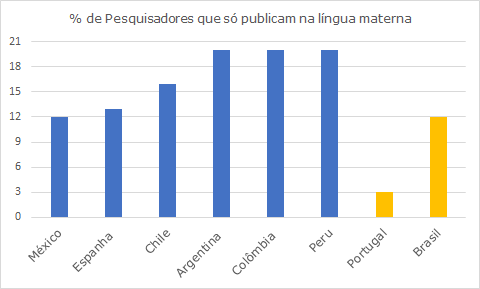 % de Pesquisadores que só publicam na língua materna
21
18
15
12
9
6
3
0
México
Espanha
Chile
Argentina
Colômbia
Peru
Portugal
Brasil